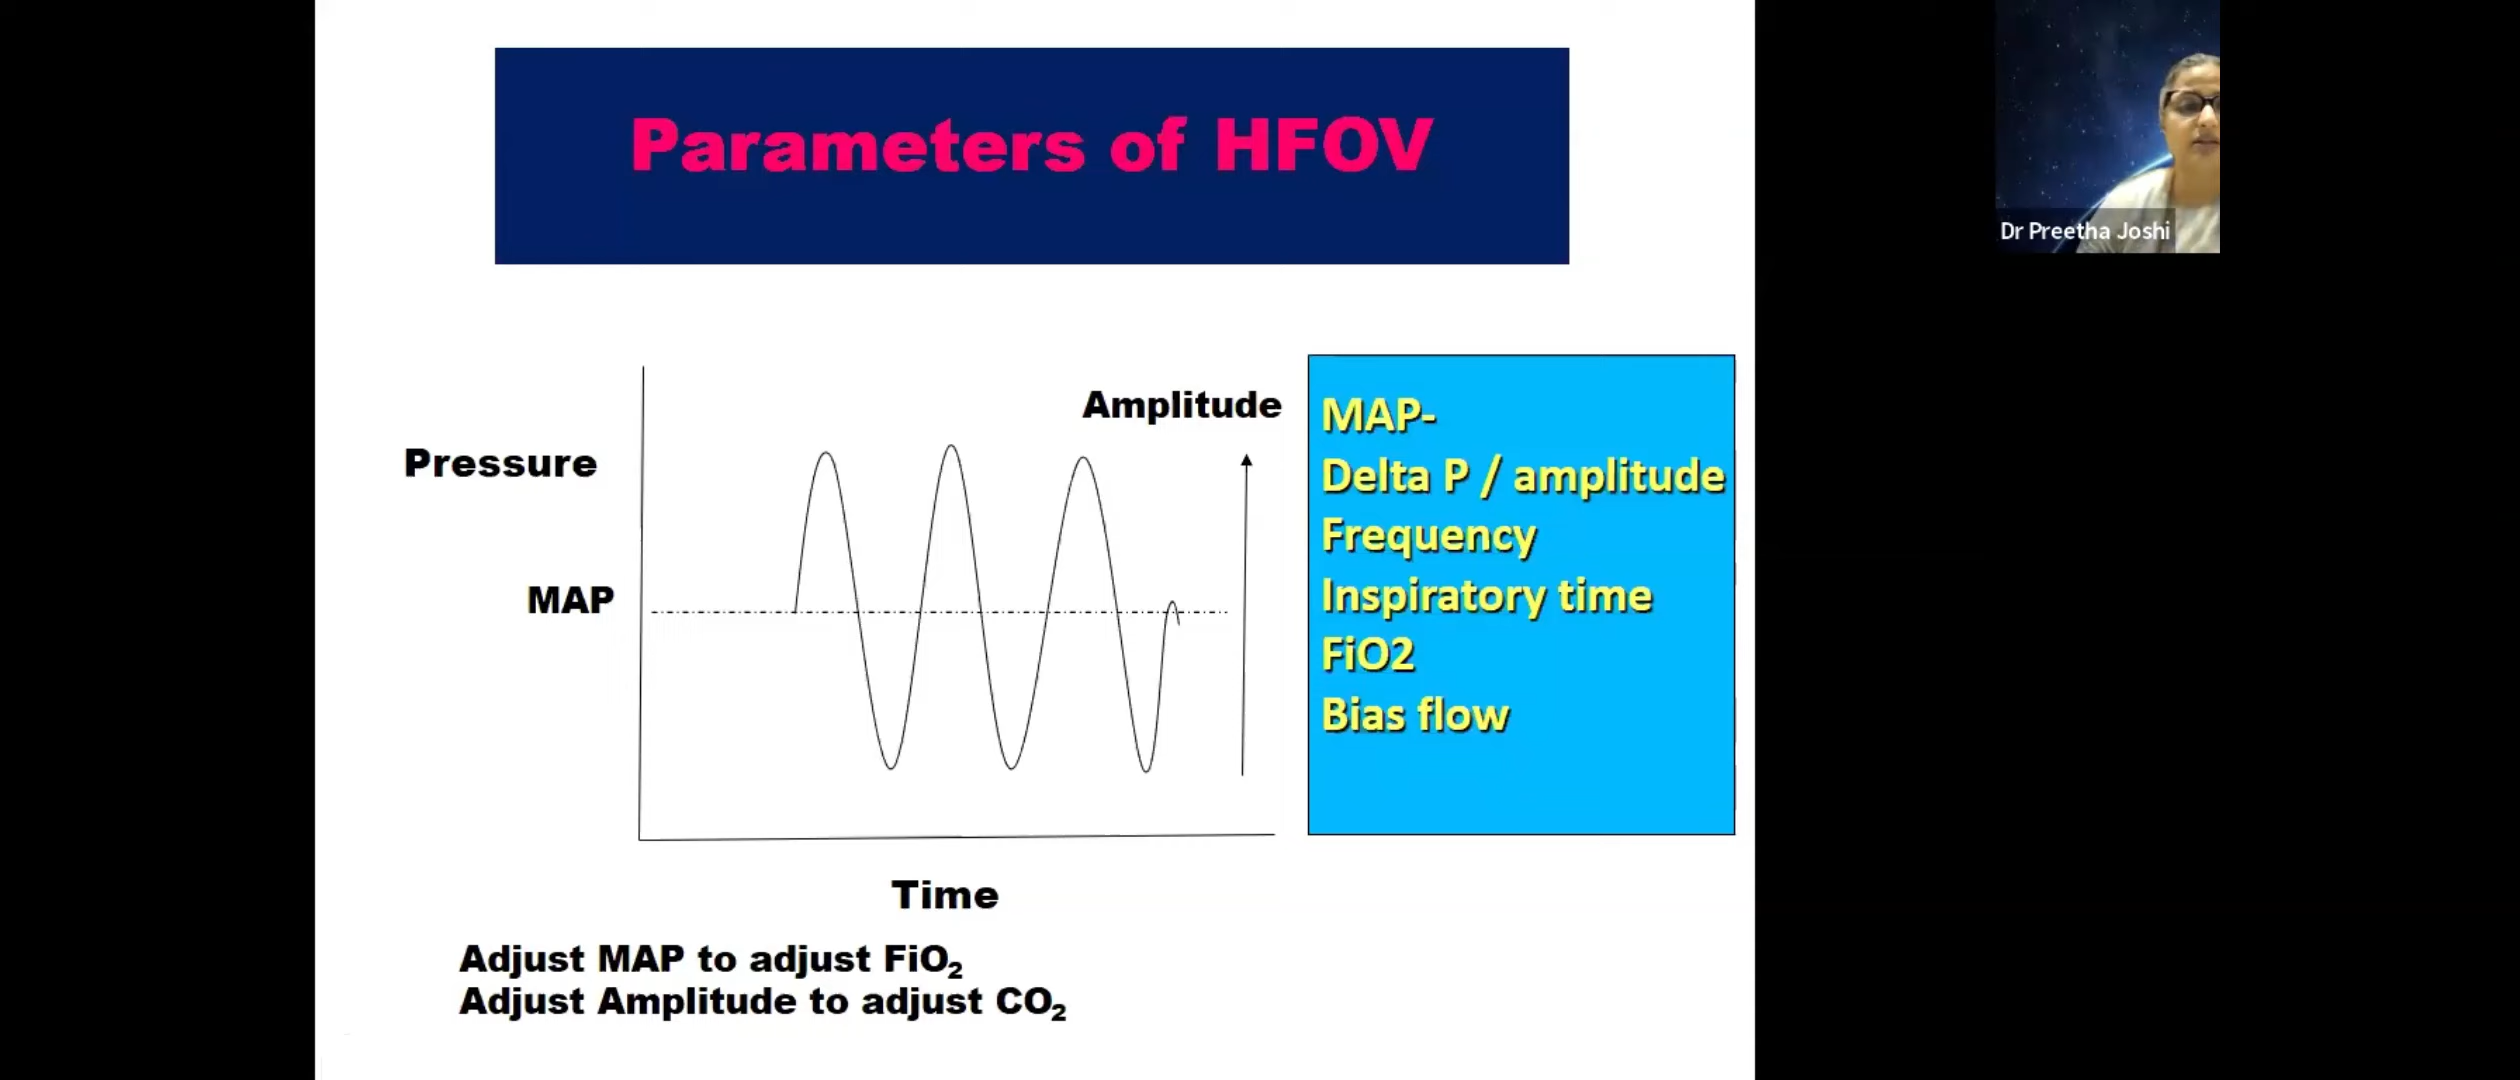 Parameters of HFOV
Dr Preetha Joshi
Amplitude
Pressure
MAP
Time
MAP-
Delta P / amplitude
Frequency
Inspiratory time
FiO2
Bias flow
Adjust MAP to adjust FiO₂
Adjust Amplitude to adjust CO₂